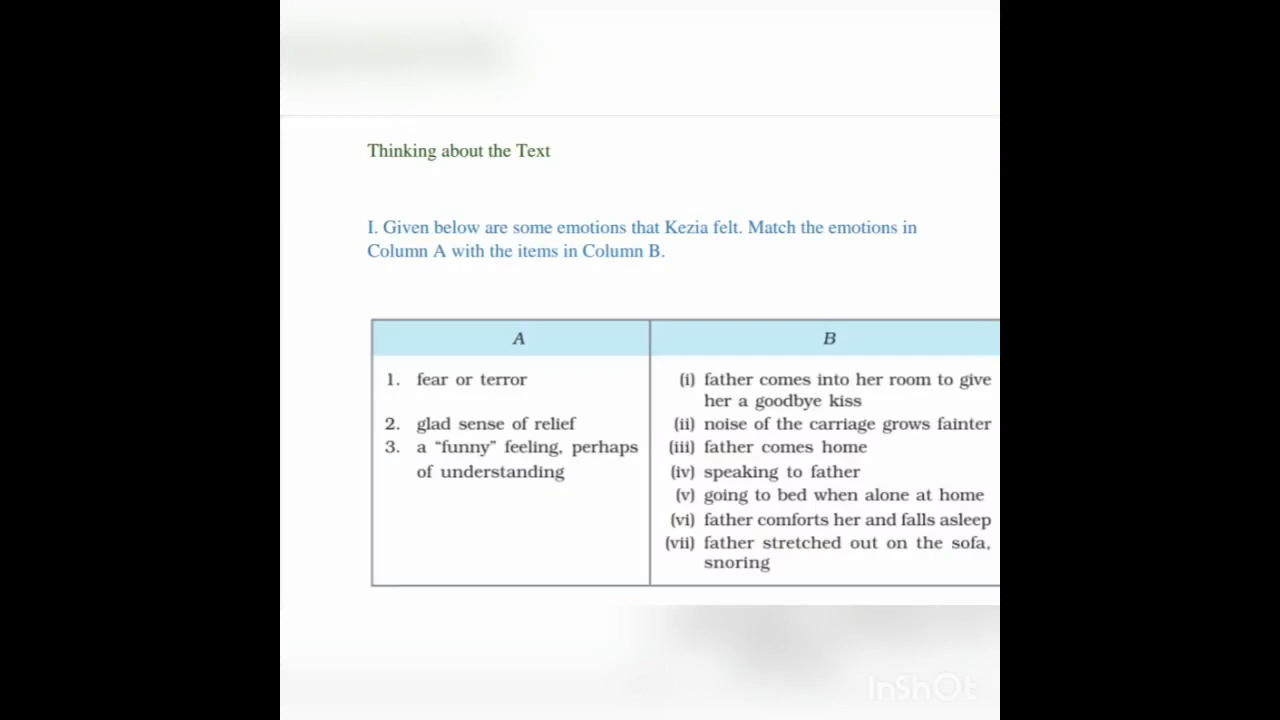 Thinking about the Text
I. Given below are some emotions that Kezia felt. Match the emotions in
Column A with the items in Column B.
A
B
1. fear or terror
2. glad sense of relief
3. a “funny” feeling, perhaps
of understanding
(i) father comes into her room to give
her a goodbye kiss
(ii) noise of the carriage grows fainter
(iii) father comes home
(iv) speaking to father
(v) going to bed when alone at home
(vi) father comforts her and falls asleep
(vii) father stretched out on the sofa,
snoring
InShOt